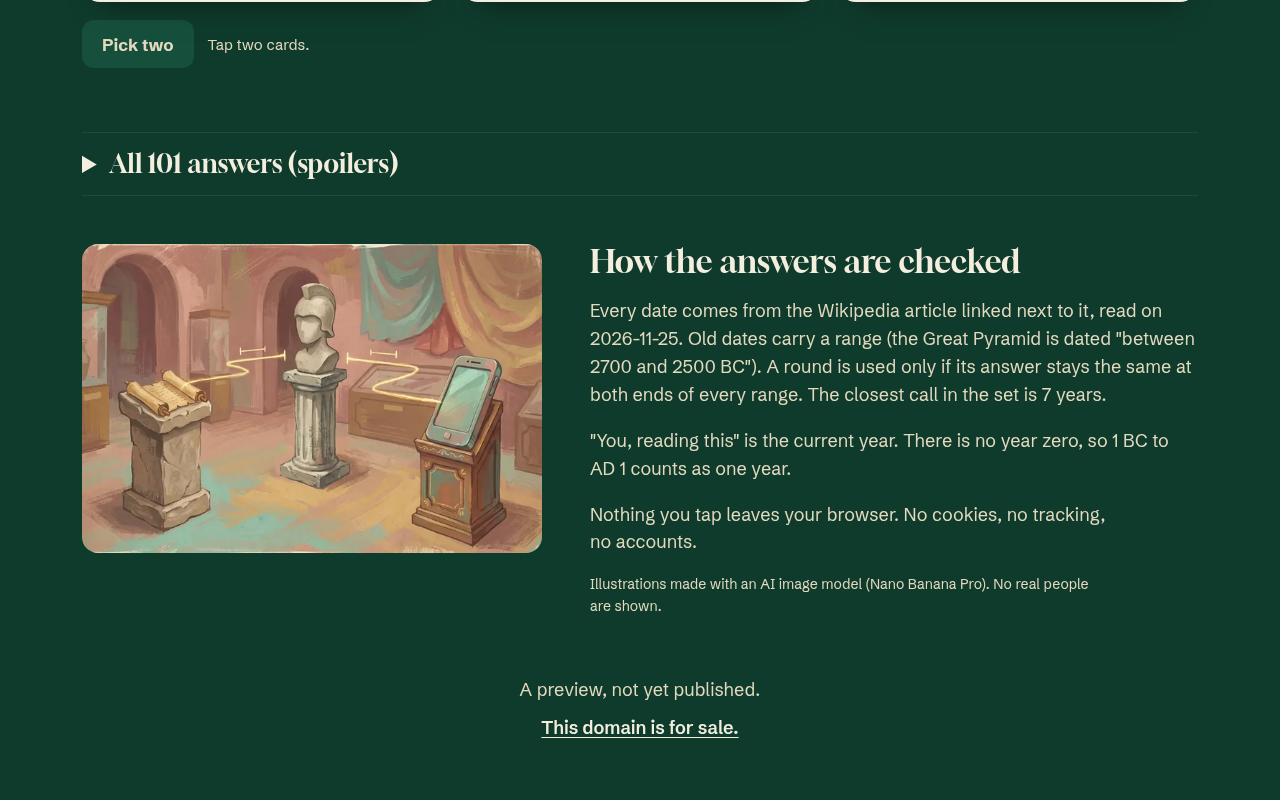 Pick two
Tap two cards.
All 101 answers (spoilers)
How the answers are checked
Every date comes from the Wikipedia article linked next to it, read on
2026-11-25. Old dates carry a range (the Great Pyramid is dated "between
2700 and 2500 BC"). A round is used only if its answer stays the same at
both ends of every range. The closest call in the set is 7 years.
"You, reading this" is the current year. There is no year zero, so 1 BC to
AD 1 counts as one year.
Nothing you tap leaves your browser. No cookies, no tracking,
no accounts.
Illustrations made with an AI image model (Nano Banana Pro). No real people
are shown.
A preview, not yet published.
This domain is for sale.